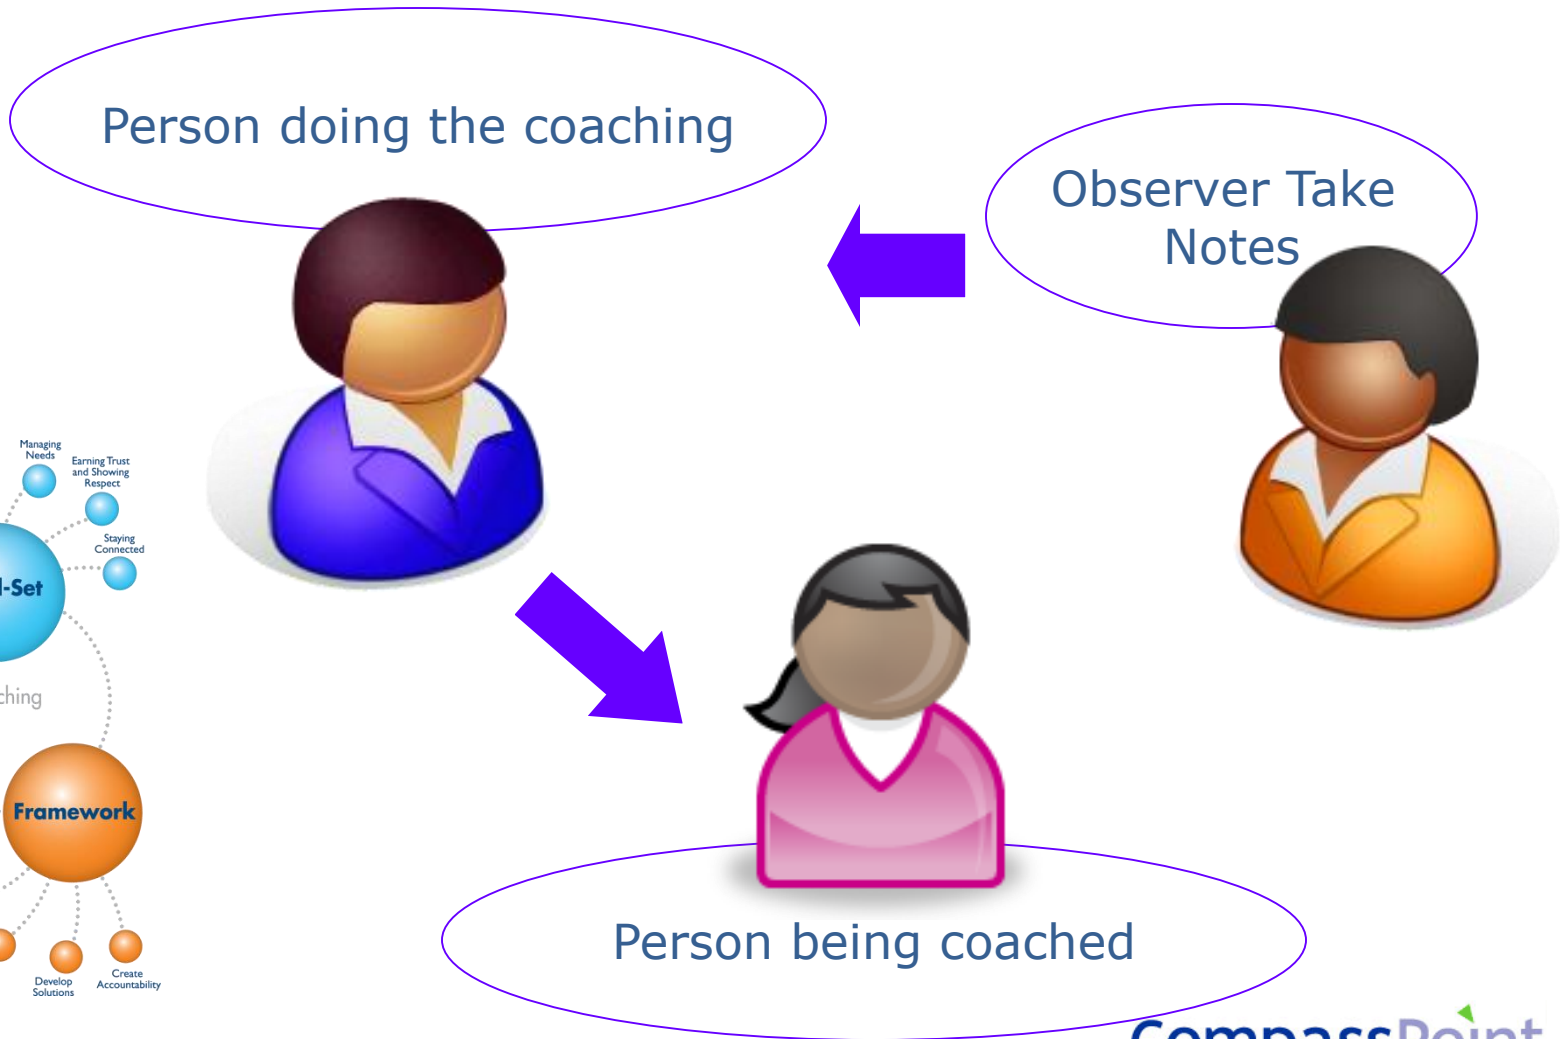 Person doing the coaching
Observer Take
Notes
Managing
Needs
Earning Trust
and Showing
Respect
Staying
Connected
l-Set
ching
Framework
Develop
Solutions
Create
Accountability
Person being coached
CompassPoint